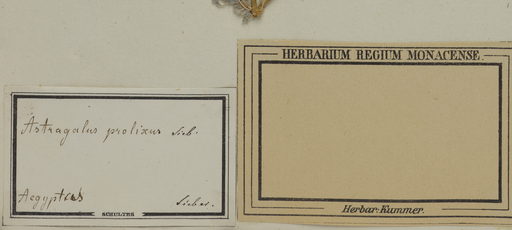 Astragalus prolixus Sieb.
Aegyptus
Sieber.
SCHULTES
HERBARIUM REGIUM MONACENSE.
Herbar. Kummer.